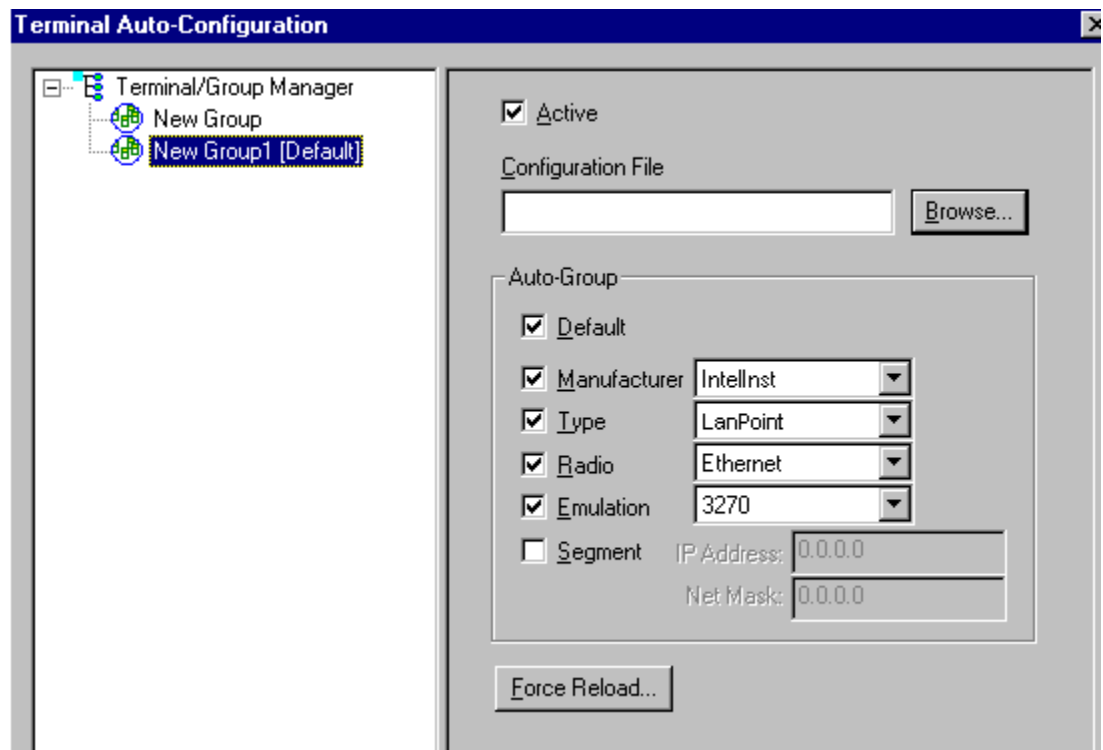 Terminal Auto-Configuration
Terminal/Group Manager
New Group
New Group1 [Default]
Active
Configuration File
Browse...
Auto-Group
Default
Manufacturer IntelInst
Type LanPoint
Radio Ethernet
Emulation 3270
Segment IP Address: 0.0.0.0
Net Mask: 0.0.0.0
Force Reload...